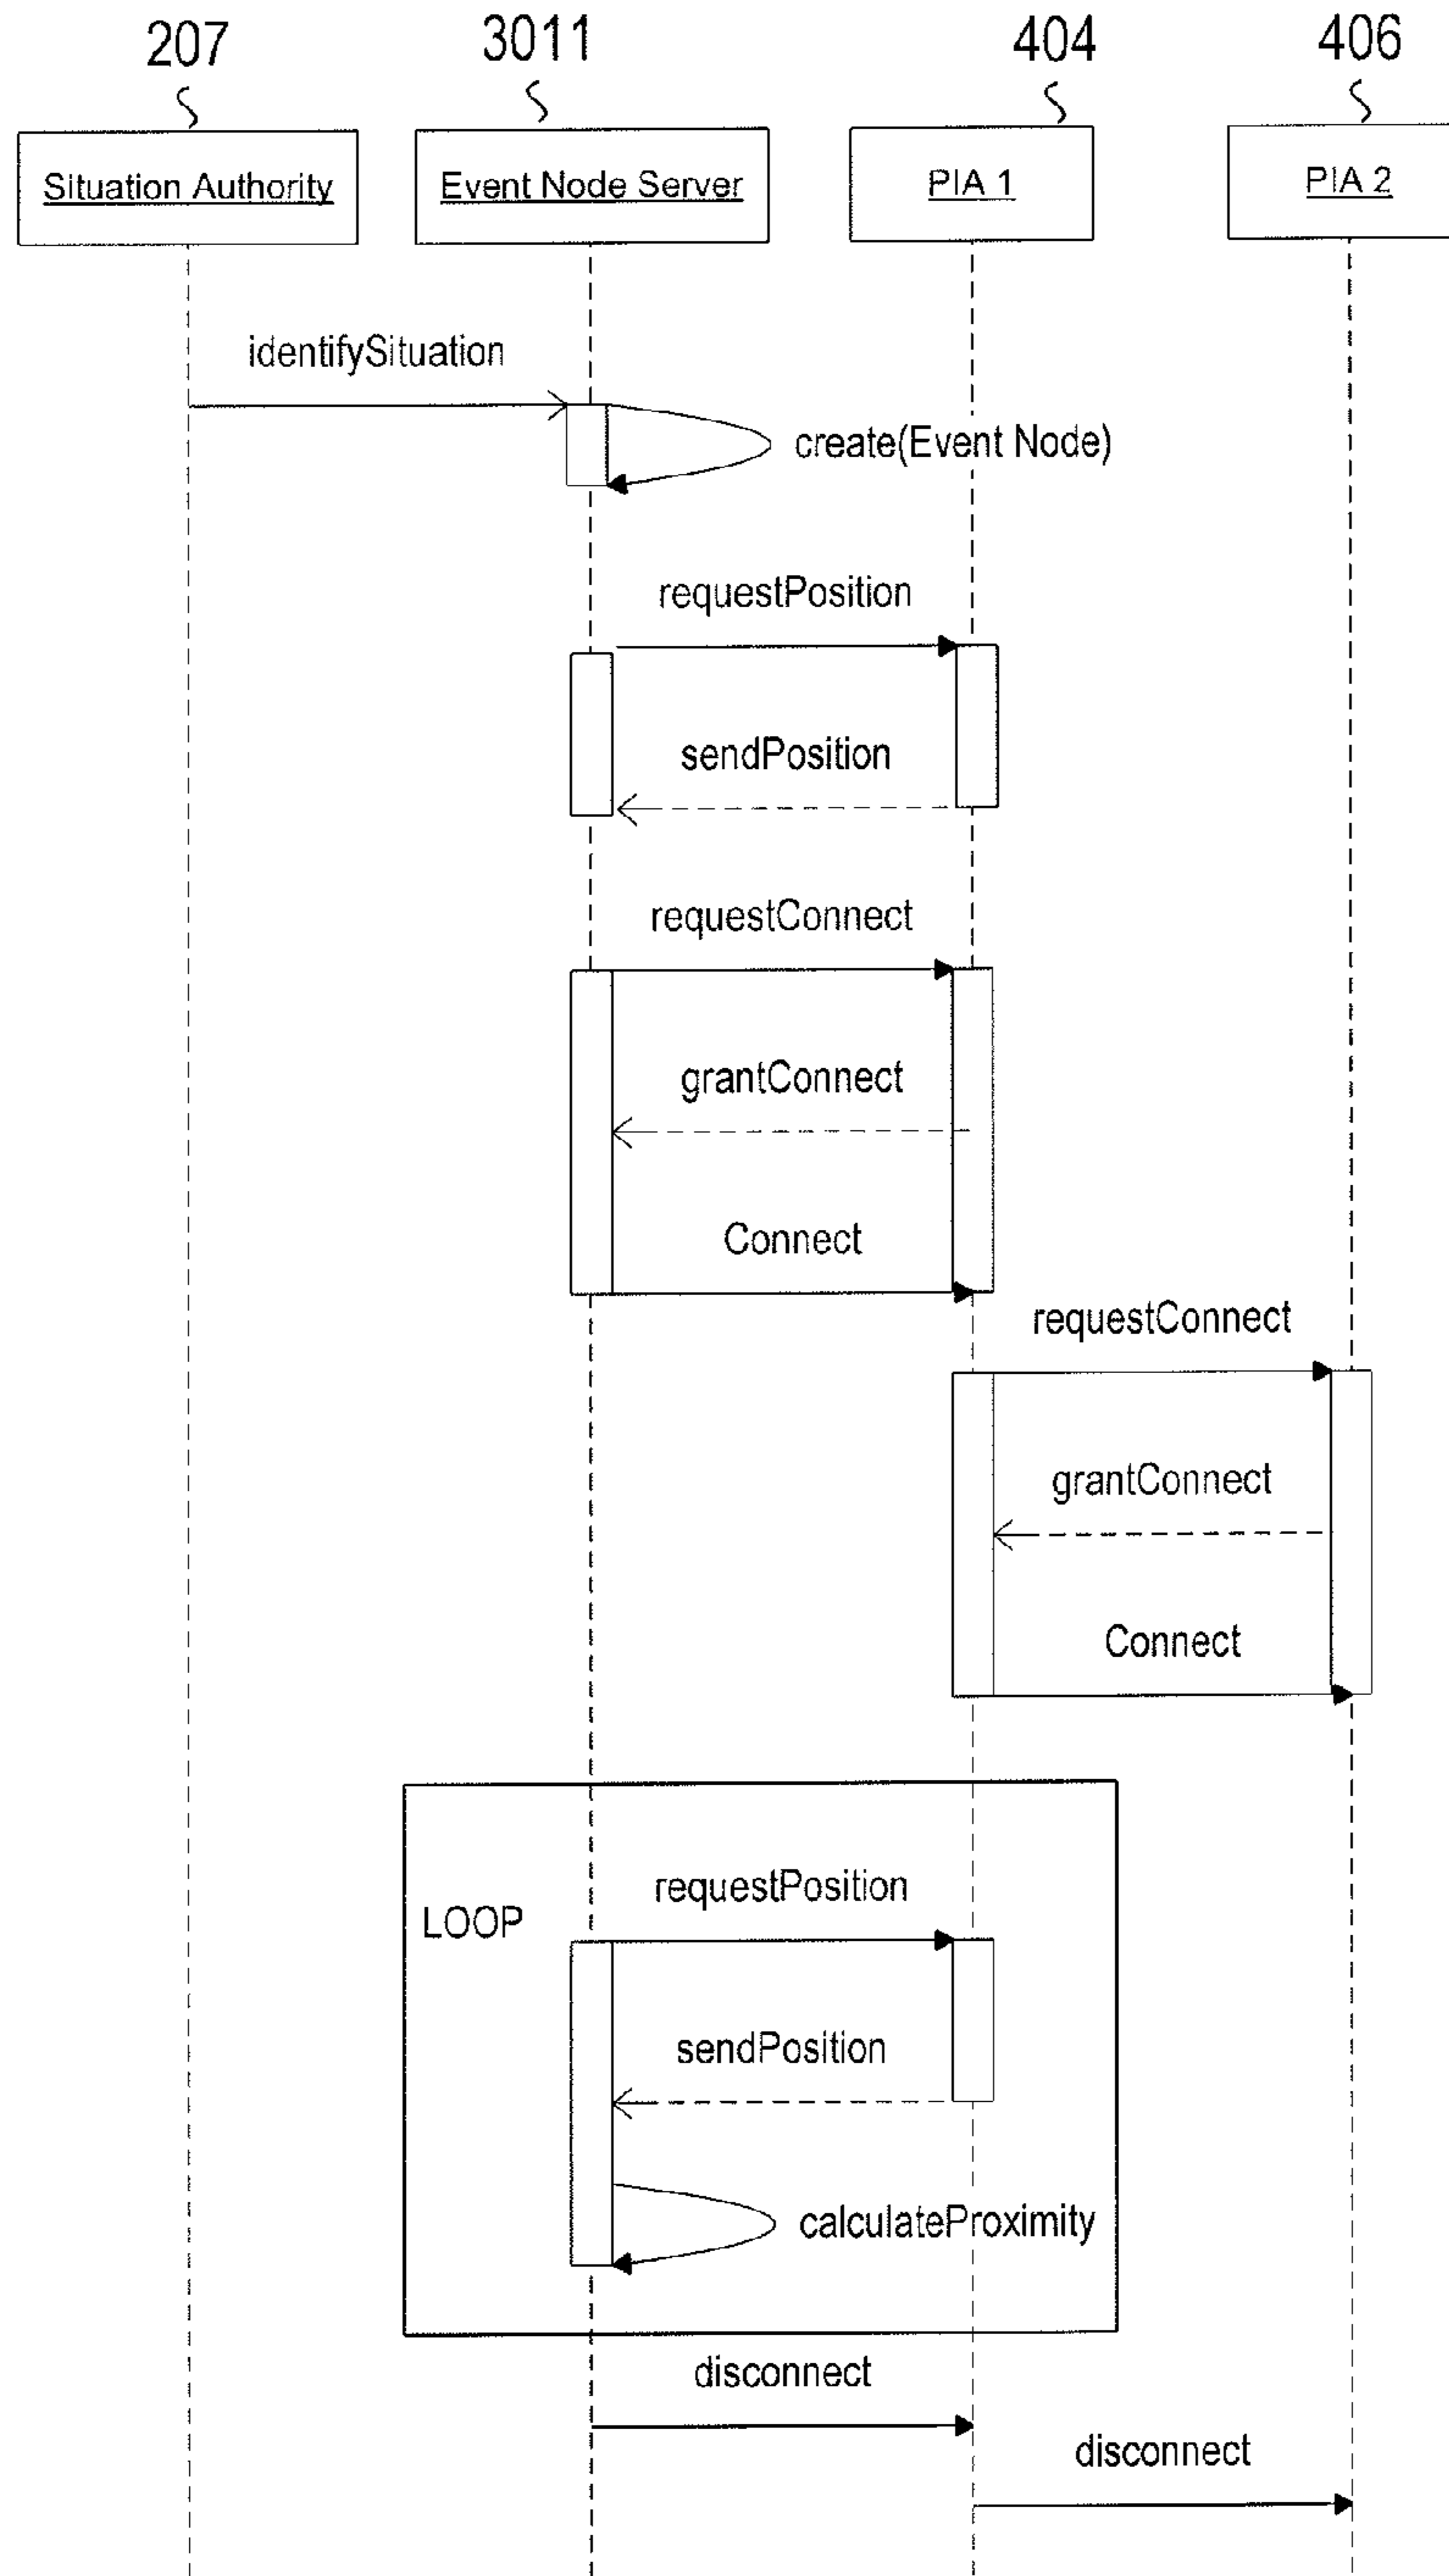 207 3011 404 406
Situation Authority Event Node Server PIA 1 PIA 2
identifySituation
create(Event Node)
requestPosition
sendPosition
requestConnect
grantConnect
Connect
requestConnect
grantConnect
Connect
requestPosition
LOOP
sendPosition
calculateProximity
disconnect
disconnect